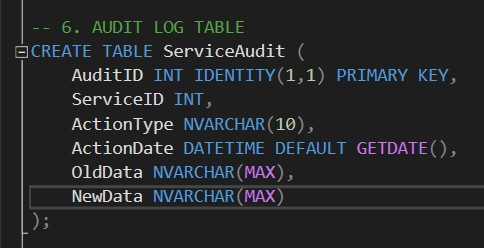 -- 6. AUDIT LOG TABLE
CREATE TABLE ServiceAudit (
    AuditID INT IDENTITY(1,1) PRIMARY KEY,
    ServiceID INT,
    ActionType NVARCHAR(10),
    ActionDate DATETIME DEFAULT GETDATE(),
    OldData NVARCHAR(MAX),
    NewData NVARCHAR(MAX)
);